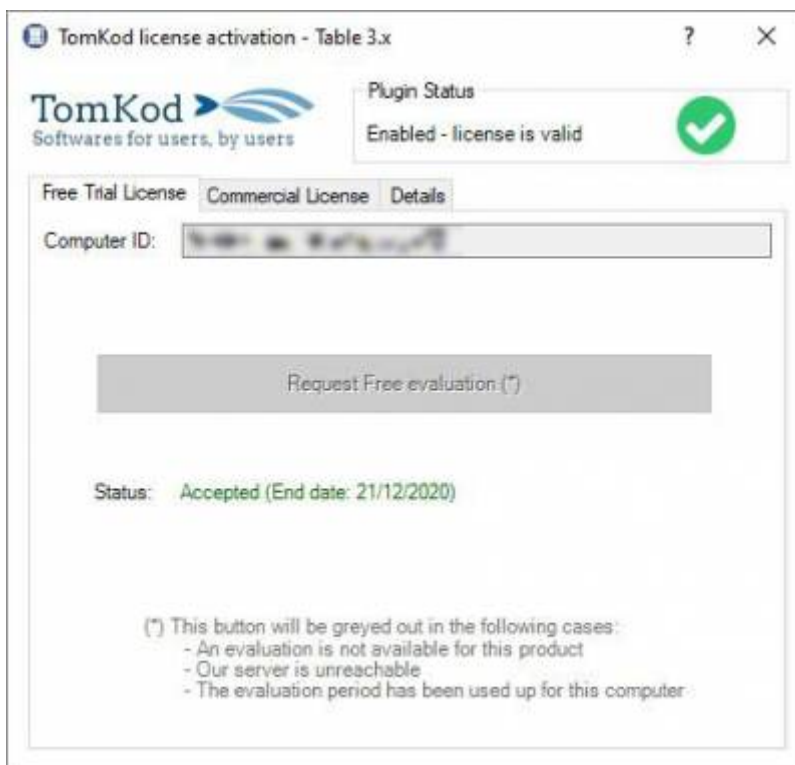 TomKod license activation - Table 3.x
?
TomKod
Softwares for users, by users
Plugin Status
Enabled - license is valid
Free Trial License
Commercial License
Details
Computer ID:
Request Free evaluation (*)
Status: Accepted (End date: 21/12/2020)
(*) This button will be greyed out in the following cases:
- An evaluation is not available for this product
- Our server is unreachable
- The evaluation period has been used up for this computer